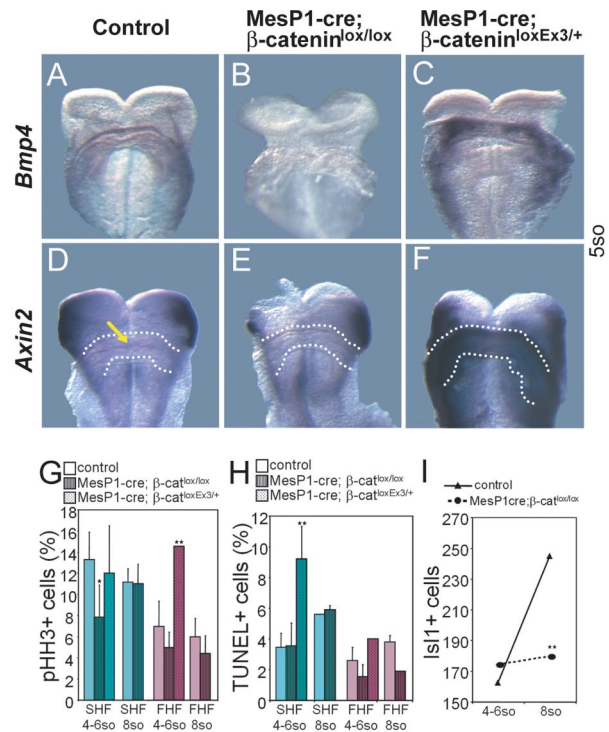 Control
MesP1-cre;
β-catenin^lox/lox
MesP1-cre;
β-catenin^loxEx3/+
A
B
C
Bmp4
D
E
F
Axin2
5so
G
control
MesP1-cre; β-cat^lox/lox
MesP1-cre; β-cat^loxEx3/+
pHH3+ cells (%)
18
16
14
12
10
8
6
4
2
0
*
**
SHF SHF FHF FHF
4-6so 8so 4-6so 8so
H
control
MesP1-cre; β-cat^lox/lox
MesP1-cre; β-cat^loxEx3/+
TUNEL+ cells (%)
12
10
8
6
4
2
0
**
SHF SHF FHF FHF
4-6so 8so 4-6so 8so
I
control
MesP1cre;β-cat^lox/lox
Isl1+ cells
270
250
230
210
190
170
150
**
4-6so 8so